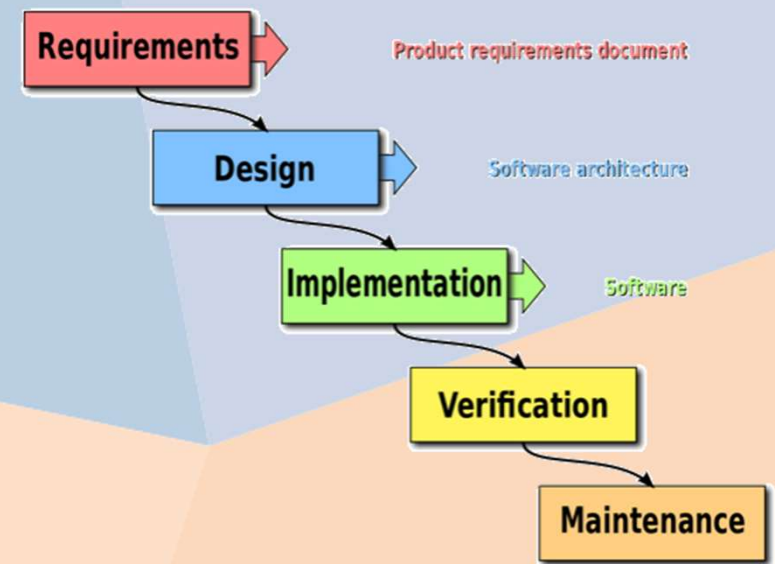 Requirements
Product requirements document
Design
Software architecture
Implementation
Software
Verification
Maintenance